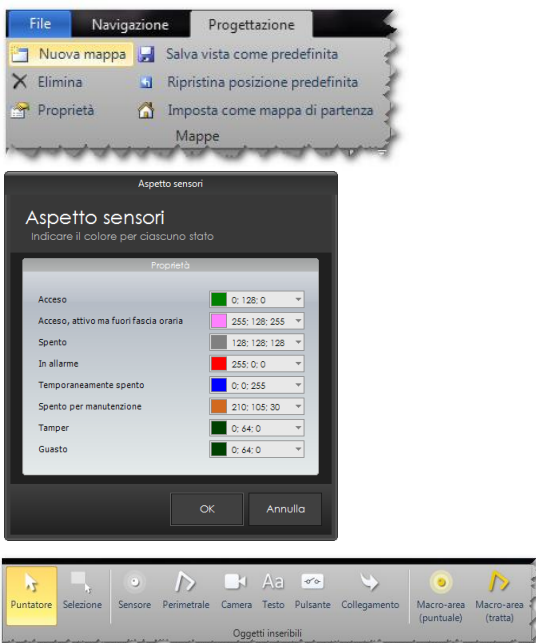 File Navigazione Progettazione
Nuova mappa Salva vista come predefinita
Elimina Ripristina posizione predefinita
Proprietà Imposta come mappa di partenza
Mappe
Aspetto sensori
Aspetto sensori
Indicare il colore per ciascuno stato
Proprietà
Acceso 0; 128; 0
Acceso, attivo ma fuori fascia oraria 255; 128; 255
Spento 128; 128; 128
In allarme 255; 0; 0
Temporaneamente spento 0; 0; 255
Spento per manutenzione 210; 105; 30
Tamper 0; 64; 0
Guasto 0; 64; 0
OK Annulla
Aa
Puntatore Selezione Sensore Perimetrale Camera Testo Pulsante Collegamento Macro-area Macro-area
(puntuale) (tratta)
Oggetti inseribili